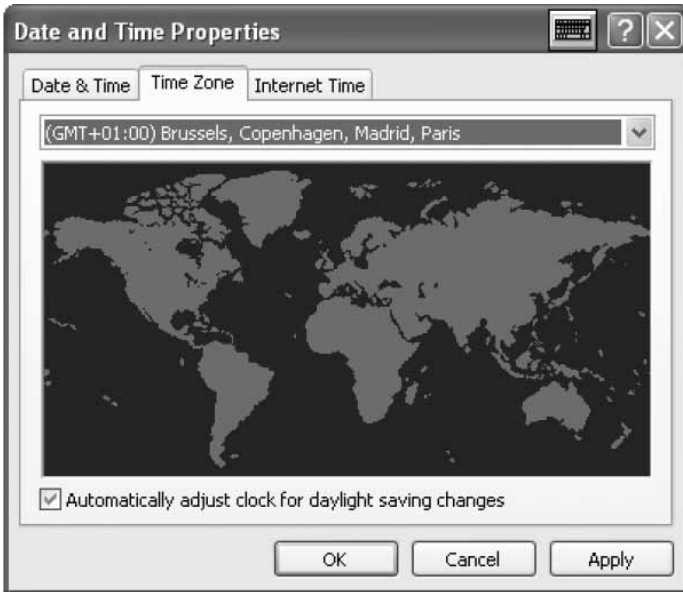 Date and Time Properties
?
Date & Time Time Zone Internet Time
(GMT+01:00) Brussels, Copenhagen, Madrid, Paris
Automatically adjust clock for daylight saving changes
OK Cancel Apply